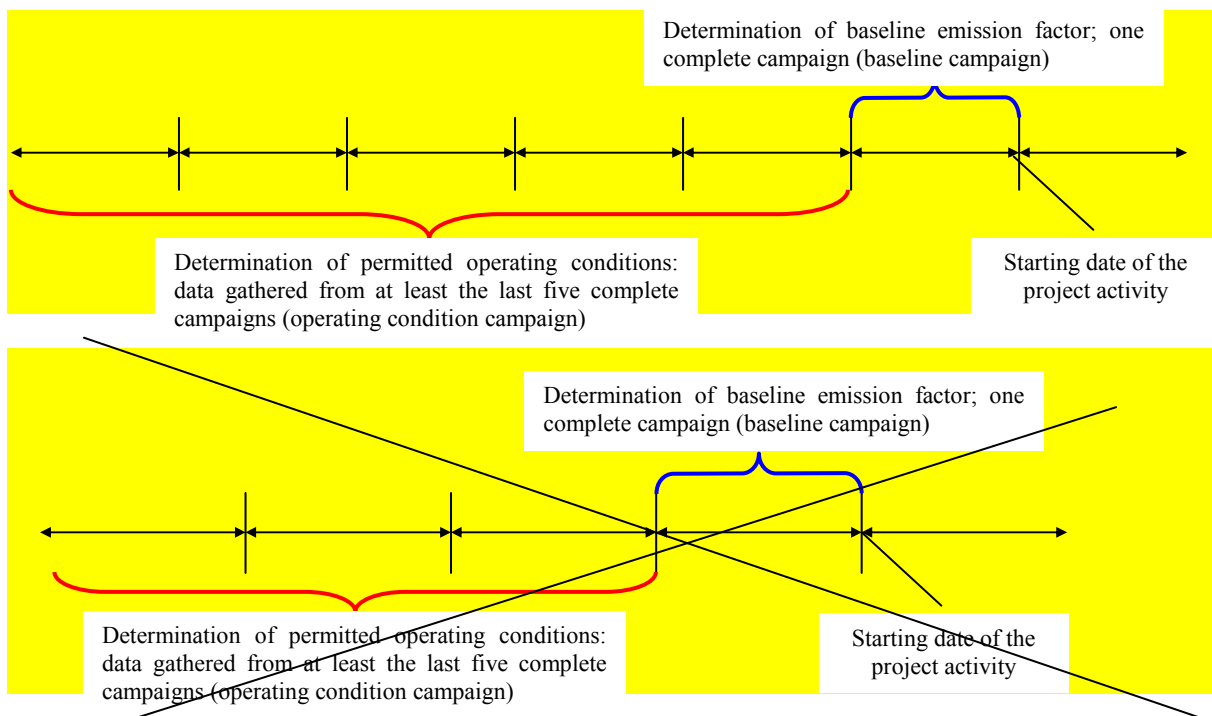 Determination of baseline emission factor; one
complete campaign (baseline campaign)
Determination of permitted operating conditions:
data gathered from at least the last five complete
campaigns (operating condition campaign)
Starting date of the
project activity
Determination of baseline emission factor; one
complete campaign (baseline campaign)
Determination of permitted operating conditions:
data gathered from at least the last five complete
campaigns (operating condition campaign)
Starting date of the
project activity